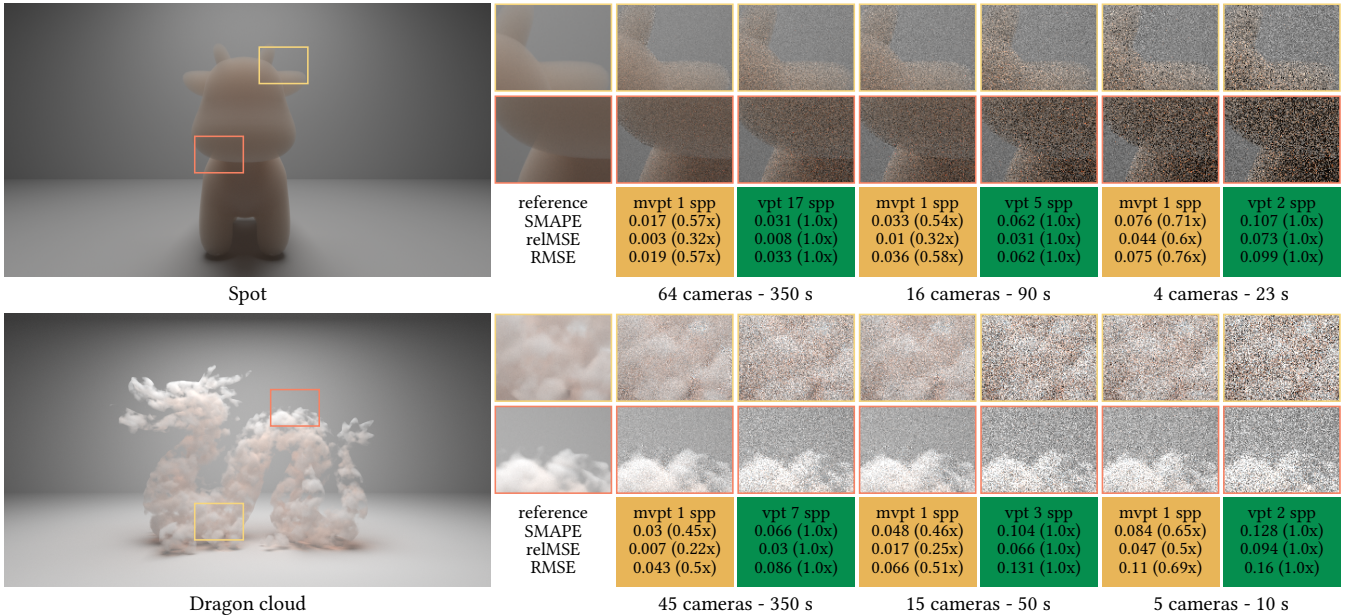 reference mvpt 1 spp vpt 17 spp mvpt 1 spp vpt 5 spp mvpt 1 spp vpt 2 spp
SMAPE 0.017 (0.57x) 0.031 (1.0x) 0.033 (0.54x) 0.062 (1.0x) 0.076 (0.71x) 0.107 (1.0x)
relMSE 0.003 (0.32x) 0.008 (1.0x) 0.01 (0.32x) 0.031 (1.0x) 0.044 (0.6x) 0.073 (1.0x)
RMSE 0.019 (0.57x) 0.033 (1.0x) 0.036 (0.58x) 0.062 (1.0x) 0.075 (0.76x) 0.099 (1.0x)
Spot 64 cameras - 350 s 16 cameras - 90 s 4 cameras - 23 s
reference mvpt 1 spp vpt 7 spp mvpt 1 spp vpt 3 spp mvpt 1 spp vpt 2 spp
SMAPE 0.03 (0.45x) 0.066 (1.0x) 0.048 (0.46x) 0.104 (1.0x) 0.084 (0.65x) 0.128 (1.0x)
relMSE 0.007 (0.22x) 0.03 (1.0x) 0.017 (0.25x) 0.066 (1.0x) 0.047 (0.5x) 0.094 (1.0x)
RMSE 0.043 (0.5x) 0.086 (1.0x) 0.066 (0.51x) 0.131 (1.0x) 0.11 (0.69x) 0.16 (1.0x)
Dragon cloud 45 cameras - 350 s 15 cameras - 50 s 5 cameras - 10 s